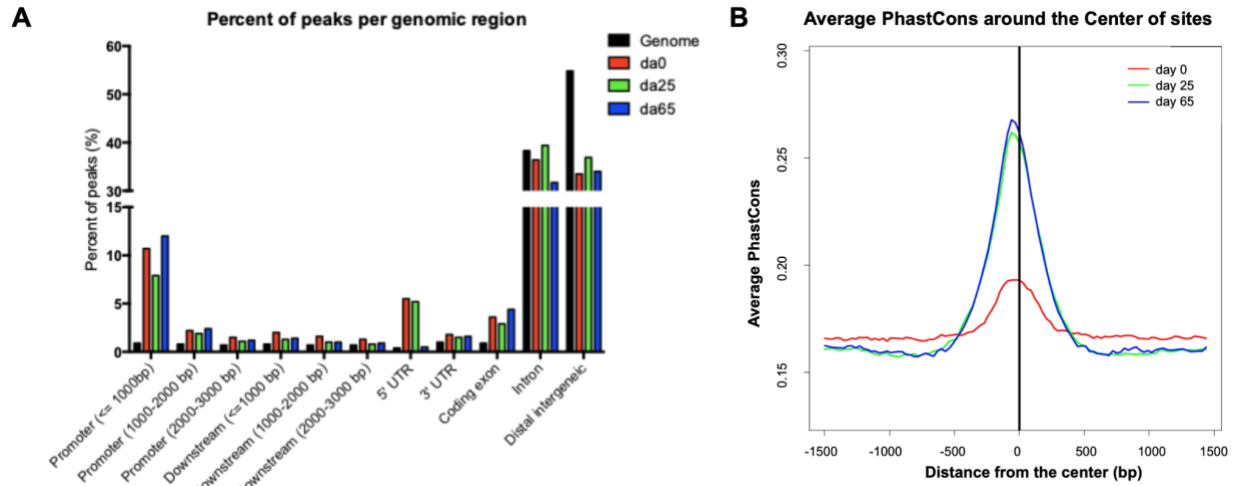 A
Percent of peaks per genomic region
Genome
da0
da25
da65
Percent of peaks (%)
60
50
40
30
15
10
5
0
Promoter (<= 1000bp)
Promoter (1000-2000 bp)
Promoter (2000-3000 bp)
Downstream (<=1000 bp)
ownstream (1000-2000 bp)
ownstream (2000-3000 bp)
5' UTR
3' UTR
Coding exon
Intron
Distal intergeneic
B
Average PhastCons around the Center of sites
day 0
day 25
day 65
Average PhastCons
0.30
0.25
0.20
0.15
-1500
-1000
-500
0
500
1000
1500
Distance from the center (bp)